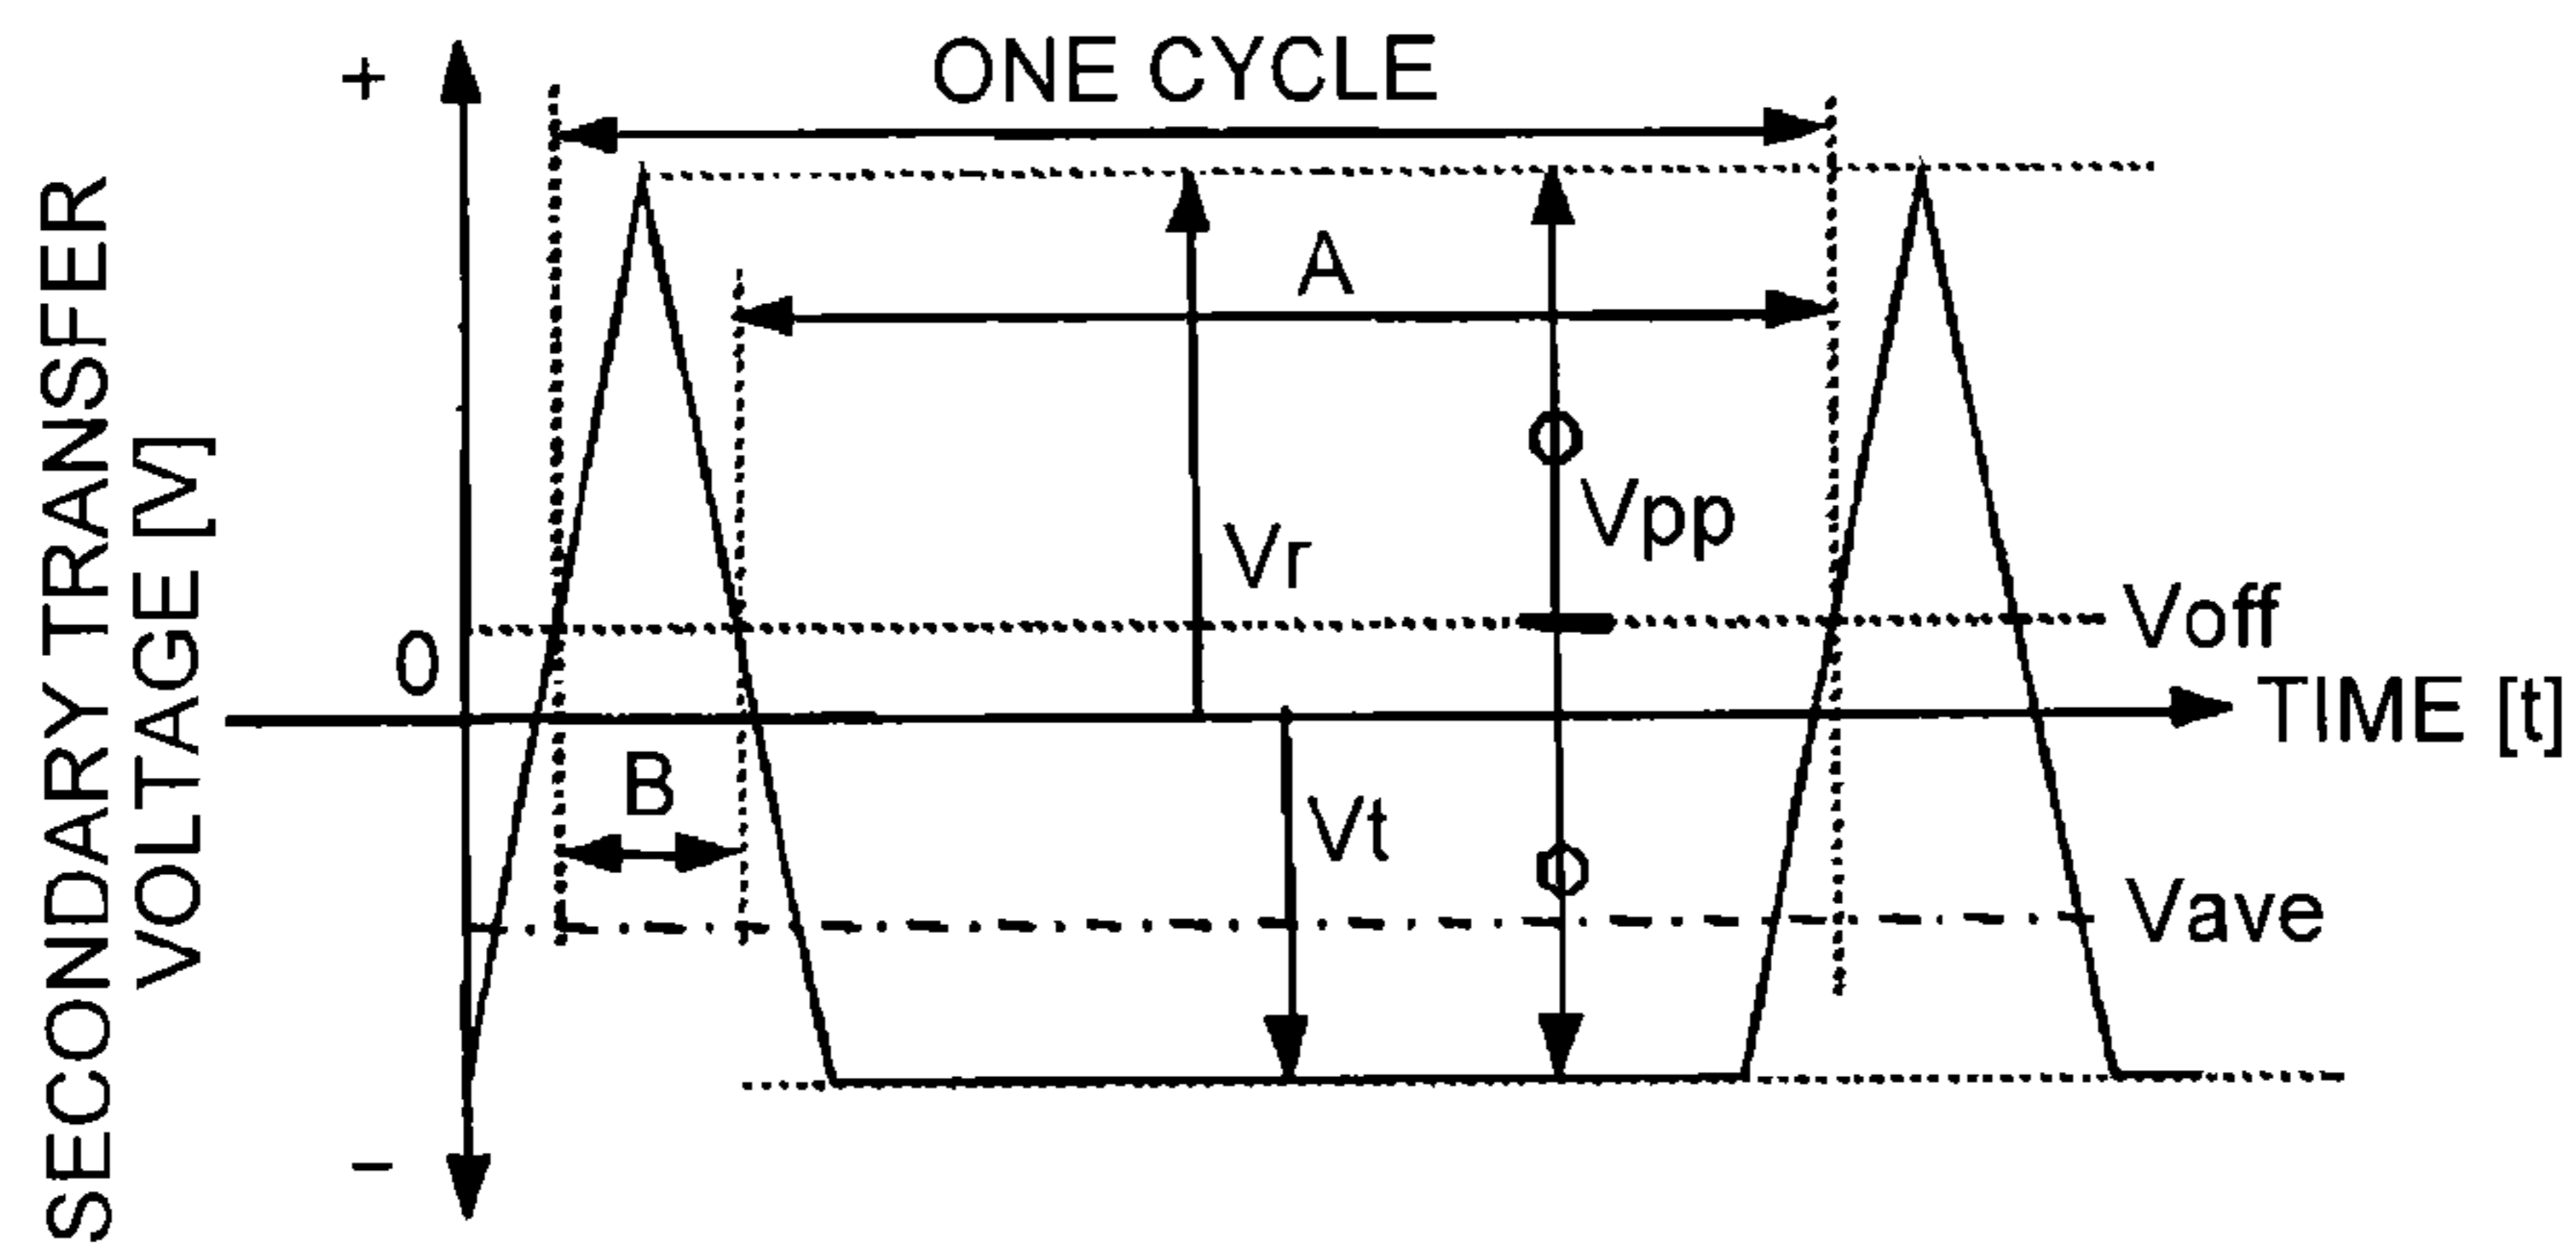 ONE CYCLE
+
SECONDARY TRANSFER
VOLTAGE [V]
A
Vpp
Vr
Voff
0
TIME [t]
B
Vt
Vave
−